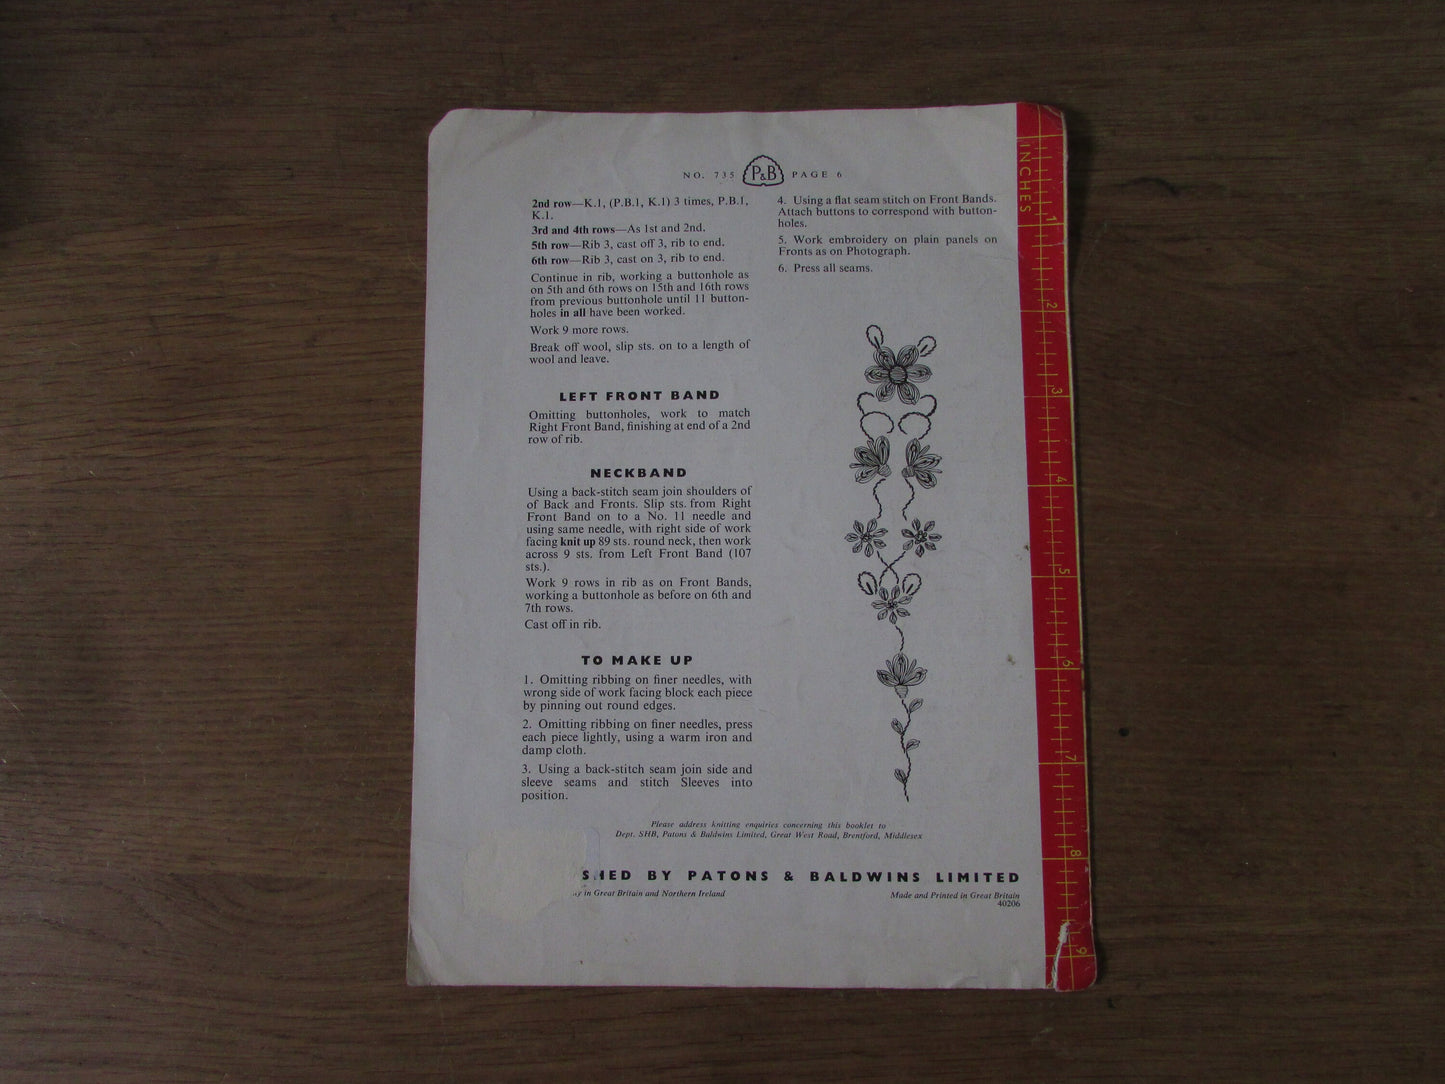 NO. 735 P&B PAGE 6
2nd row—K.1, (P.B.1, K.1) 3 times, P.B.1,
K.1.
3rd and 4th rows—As 1st and 2nd.
5th row—Rib 3, cast off 3, rib to end.
6th row—Rib 3, cast on 3, rib to end.
Continue in rib, working a buttonhole as
on 5th and 6th rows on 15th and 16th rows
from previous buttonhole until 11 button-
holes in all have been worked.
Work 9 more rows.
Break off wool, slip sts. on to a length of
wool and leave.
LEFT FRONT BAND
Omitting buttonholes, work to match
Right Front Band, finishing at end of a 2nd
row of rib.
NECKBAND
Using a back-stitch seam join shoulders of
of Back and Fronts. Slip sts. from Right
Front Band on to a No. 11 needle and
using same needle, with right side of work
facing knit up 89 sts. round neck, then work
across 9 sts. from Left Front Band (107
sts.).
Work 9 rows in rib as on Front Bands,
working a buttonhole as before on 6th and
7th rows.
Cast off in rib.
TO MAKE UP
1. Omitting ribbing on finer needles, with
wrong side of work facing block each piece
by pinning out round edges.
2. Omitting ribbing on finer needles, press
each piece lightly, using a warm iron and
damp cloth.
3. Using a back-stitch seam join side and
sleeve seams and stitch Sleeves into
position.
4. Using a flat seam stitch on Front Bands.
Attach buttons to correspond with button-
holes.
5. Work embroidery on plain panels on
Fronts as on Photograph.
6. Press all seams.
Please address knitting enquiries concerning this booklet to
Dept. SHB, Patons & Baldwins Limited, Great West Road, Brentford, Middlesex
SHED BY PATONS & BALDWINS LIMITED
in Great Britain and Northern Ireland
Made and Printed in Great Britain
40206
INCHES
1
2
3
4
5
6
7
8
9